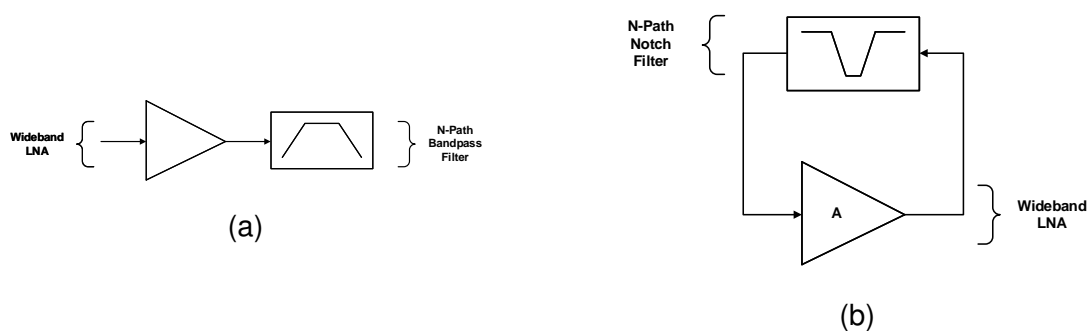 Wideband
LNA
N-Path
Bandpass
Filter
(a)
N-Path
Notch
Filter
A
Wideband
LNA
(b)